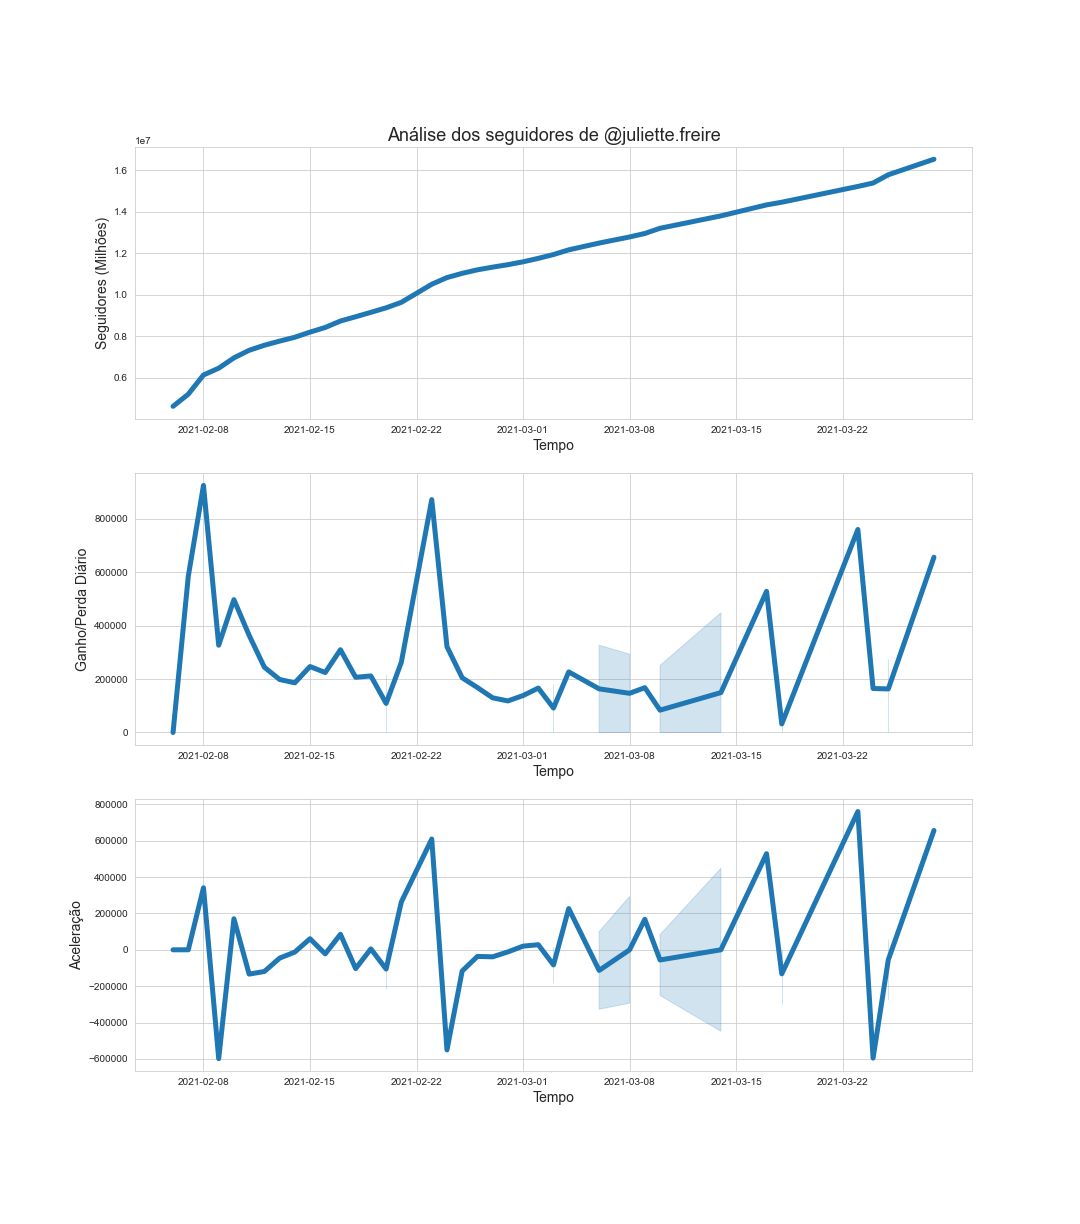 Análise dos seguidores de @juliette.freire
1e7
1.6
1.4
1.2
1.0
0.8
0.6
Seguidores (Milhões)
2021-02-08 2021-02-15 2021-02-22 2021-03-01 2021-03-08 2021-03-15 2021-03-22
Tempo
800000
600000
400000
200000
0
Ganho/Perda Diário
2021-02-08 2021-02-15 2021-02-22 2021-03-01 2021-03-08 2021-03-15 2021-03-22
Tempo
800000
600000
400000
200000
0
−200000
−400000
−600000
Aceleração
2021-02-08 2021-02-15 2021-02-22 2021-03-01 2021-03-08 2021-03-15 2021-03-22
Tempo